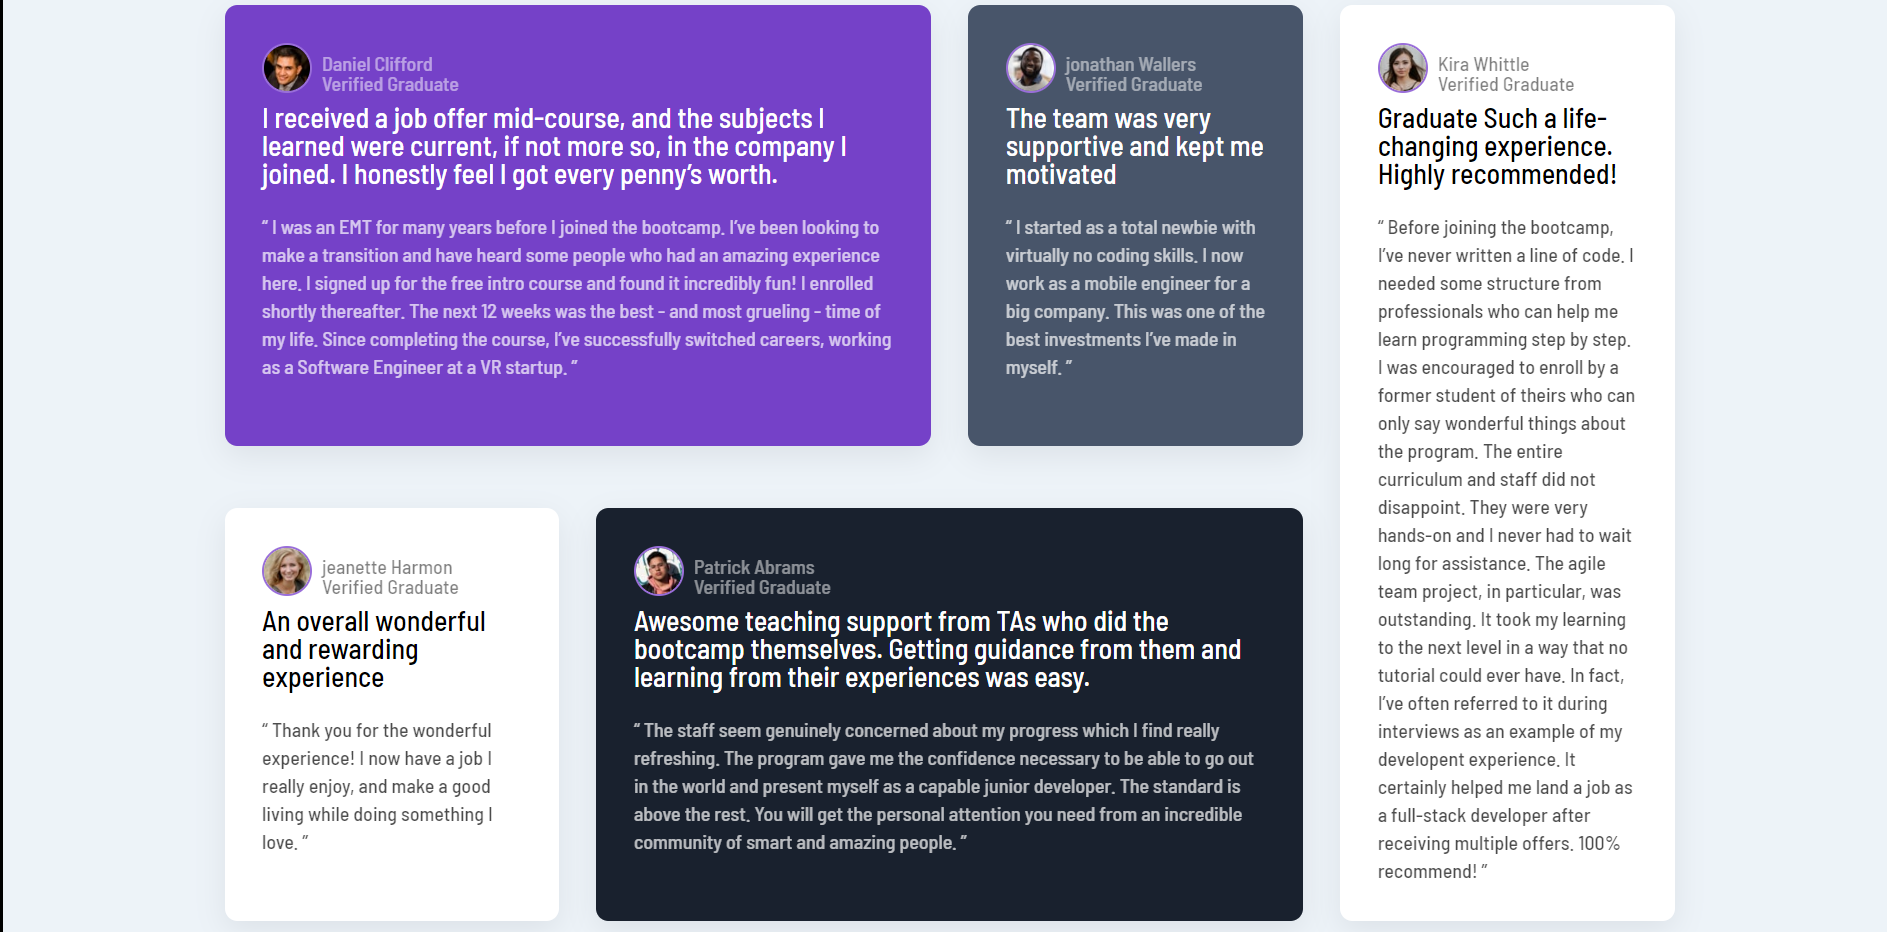 Daniel Clifford
Verified Graduate
I received a job offer mid-course, and the subjects I
learned were current, if not more so, in the company I
joined. I honestly feel I got every penny’s worth.
“ I was an EMT for many years before I joined the bootcamp. I’ve been looking to
make a transition and have heard some people who had an amazing experience
here. I signed up for the free intro course and found it incredibly fun! I enrolled
shortly thereafter. The next 12 weeks was the best - and most grueling - time of
my life. Since completing the course, I’ve successfully switched careers, working
as a Software Engineer at a VR startup. ”
jonathan Wallers
Verified Graduate
The team was very
supportive and kept me
motivated
“ I started as a total newbie with
virtually no coding skills. I now
work as a mobile engineer for a
big company. This was one of the
best investments I’ve made in
myself. ”
Kira Whittle
Verified Graduate
Graduate Such a life-
changing experience.
Highly recommended!
“ Before joining the bootcamp,
I’ve never written a line of code. I
needed some structure from
professionals who can help me
learn programming step by step.
I was encouraged to enroll by a
former student of theirs who can
only say wonderful things about
the program. The entire
curriculum and staff did not
disappoint. They were very
hands-on and I never had to wait
long for assistance. The agile
team project, in particular, was
outstanding. It took my learning
to the next level in a way that no
tutorial could ever have. In fact,
I’ve often referred to it during
interviews as an example of my
developent experience. It
certainly helped me land a job as
a full-stack developer after
receiving multiple offers. 100%
recommend! ”
jeanette Harmon
Verified Graduate
An overall wonderful
and rewarding
experience
“ Thank you for the wonderful
experience! I now have a job I
really enjoy, and make a good
living while doing something I
love. ”
Patrick Abrams
Verified Graduate
Awesome teaching support from TAs who did the
bootcamp themselves. Getting guidance from them and
learning from their experiences was easy.
“ The staff seem genuinely concerned about my progress which I find really
refreshing. The program gave me the confidence necessary to be able to go out
in the world and present myself as a capable junior developer. The standard is
above the rest. You will get the personal attention you need from an incredible
community of smart and amazing people. ”